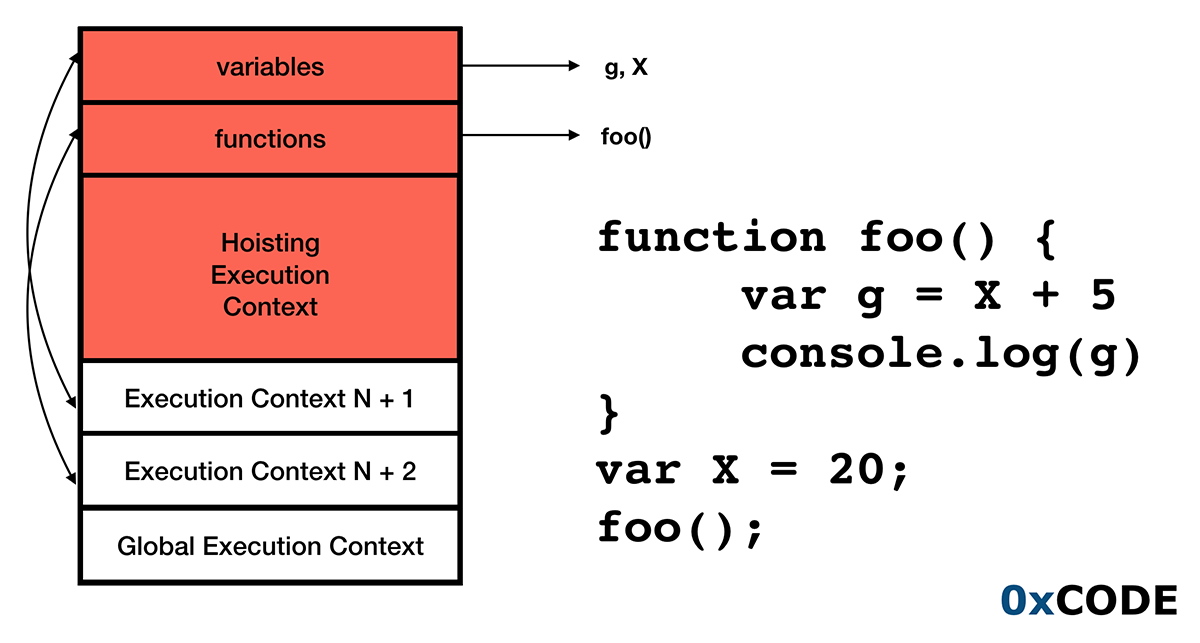 variables
g, X
functions
foo()
Hoisting
Execution
Context
Execution Context N + 1
Execution Context N + 2
Global Execution Context
function foo() {
var g = X + 5
console.log(g)
}
var X = 20;
foo();
0xCODE